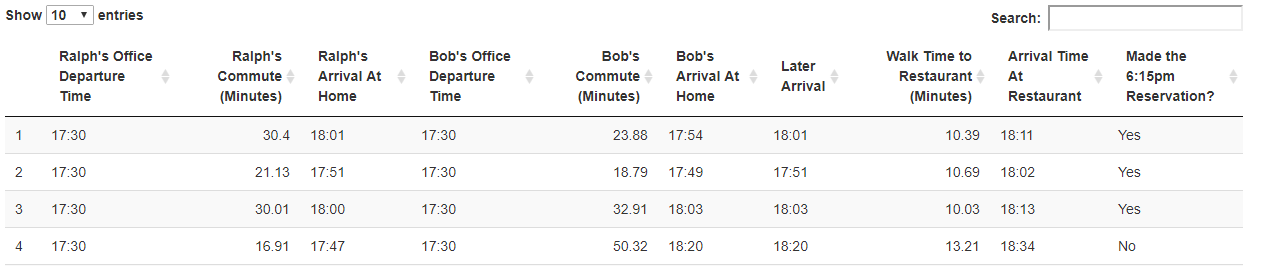 Show 10 entries
Search:
Ralph's Office Departure Time Ralph's Commute (Minutes) Ralph's Arrival At Home Bob's Office Departure Time Bob's Commute (Minutes) Bob's Arrival At Home Later Arrival Walk Time to Restaurant (Minutes) Arrival Time At Restaurant Made the 6:15pm Reservation?
1 17:30 30.4 18:01 17:30 23.88 17:54 18:01 10.39 18:11 Yes
2 17:30 21.13 17:51 17:30 18.79 17:49 17:51 10.69 18:02 Yes
3 17:30 30.01 18:00 17:30 32.91 18:03 18:03 10.03 18:13 Yes
4 17:30 16.91 17:47 17:30 50.32 18:20 18:20 13.21 18:34 No